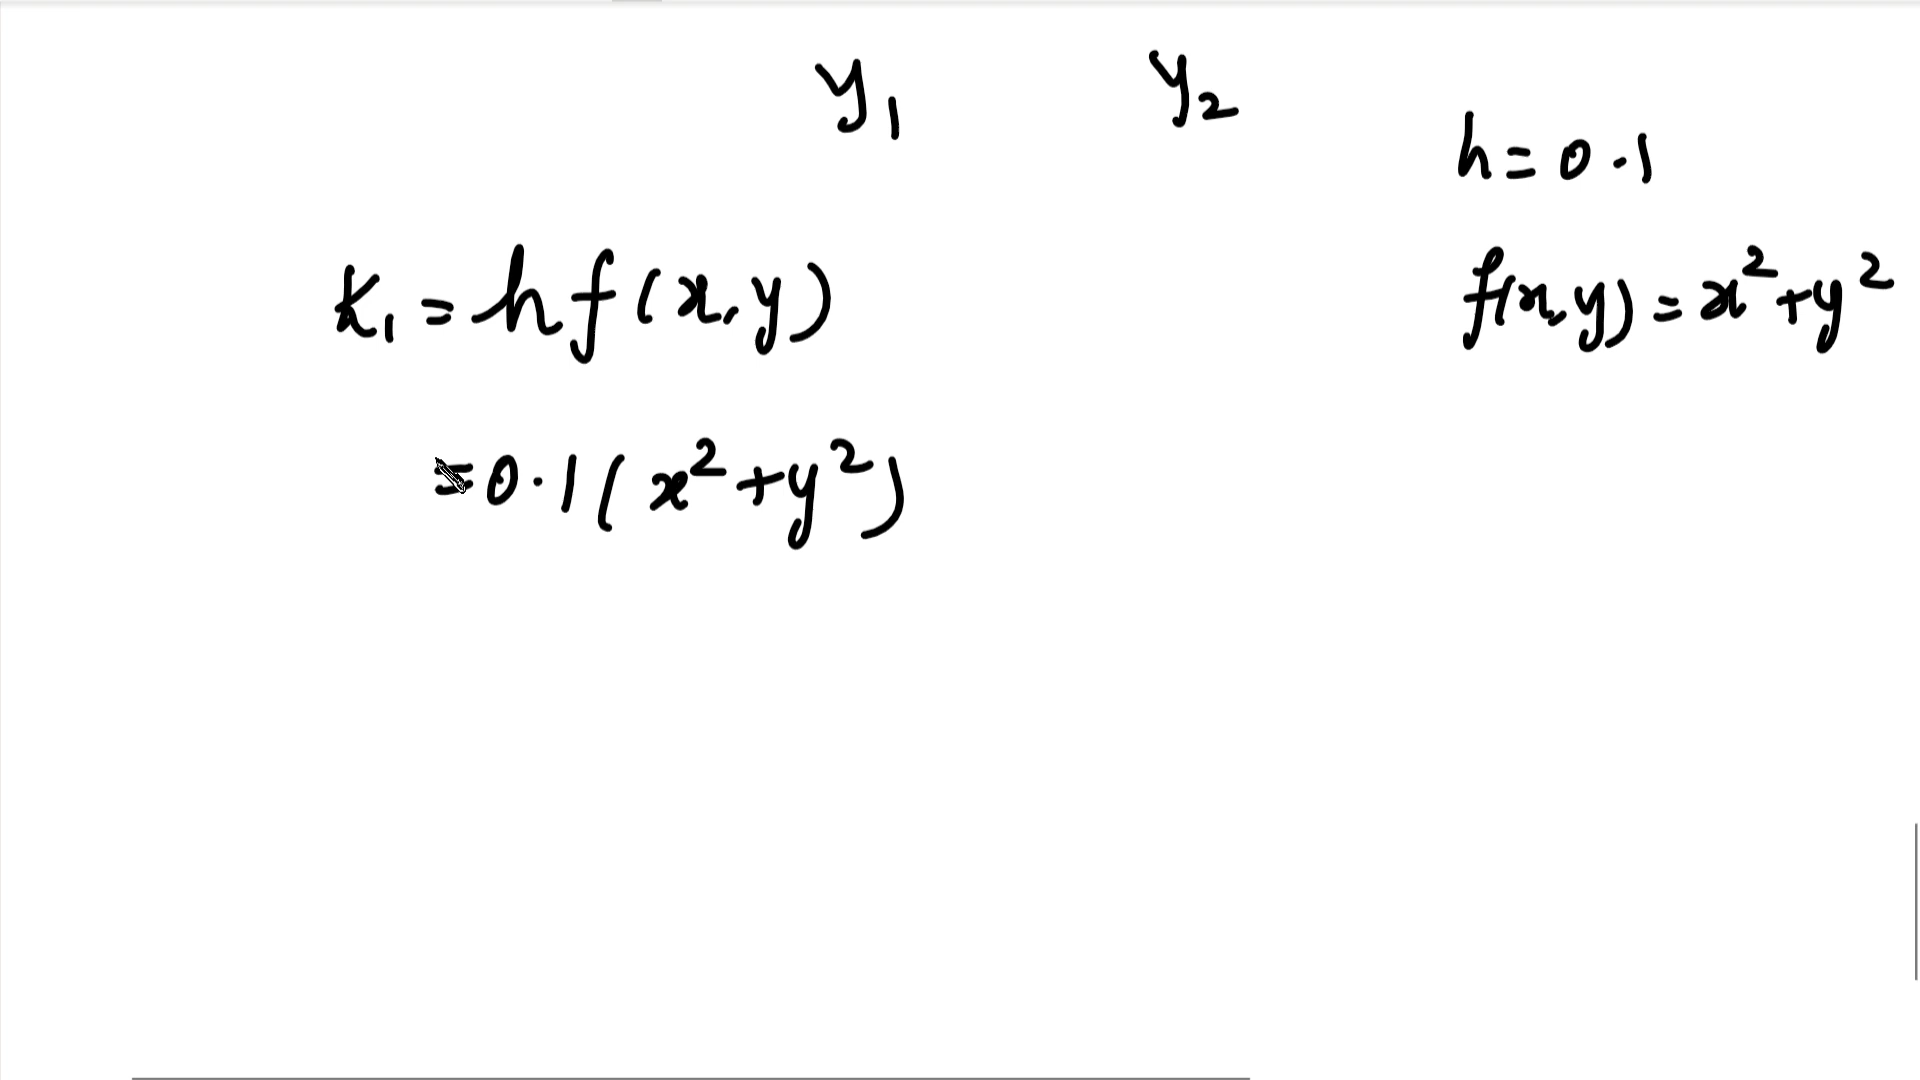 y₁ y₂
h = 0.1
K₁ = hf(x,y)
f(x,y) = x² + y²
= 0.1(x² + y²)